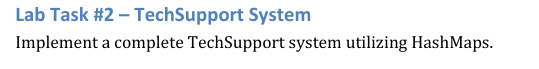 Lab Task #2 – TechSupport System
Implement a complete TechSupport system utilizing HashMaps.